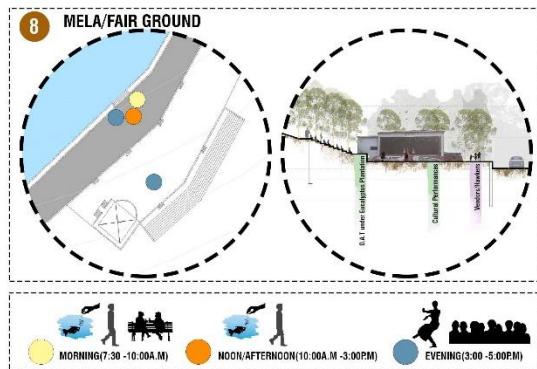 8 MELA/FAIR GROUND
O.A.T under Eucalyptus Plantation
Cultural Performances
Vendors/Hawkers
MORNING(7:30 -10:00A.M)
NOON/AFTERNOON(10:00A.M -3:00P.M)
EVENING(3:00 -5:00P.M)